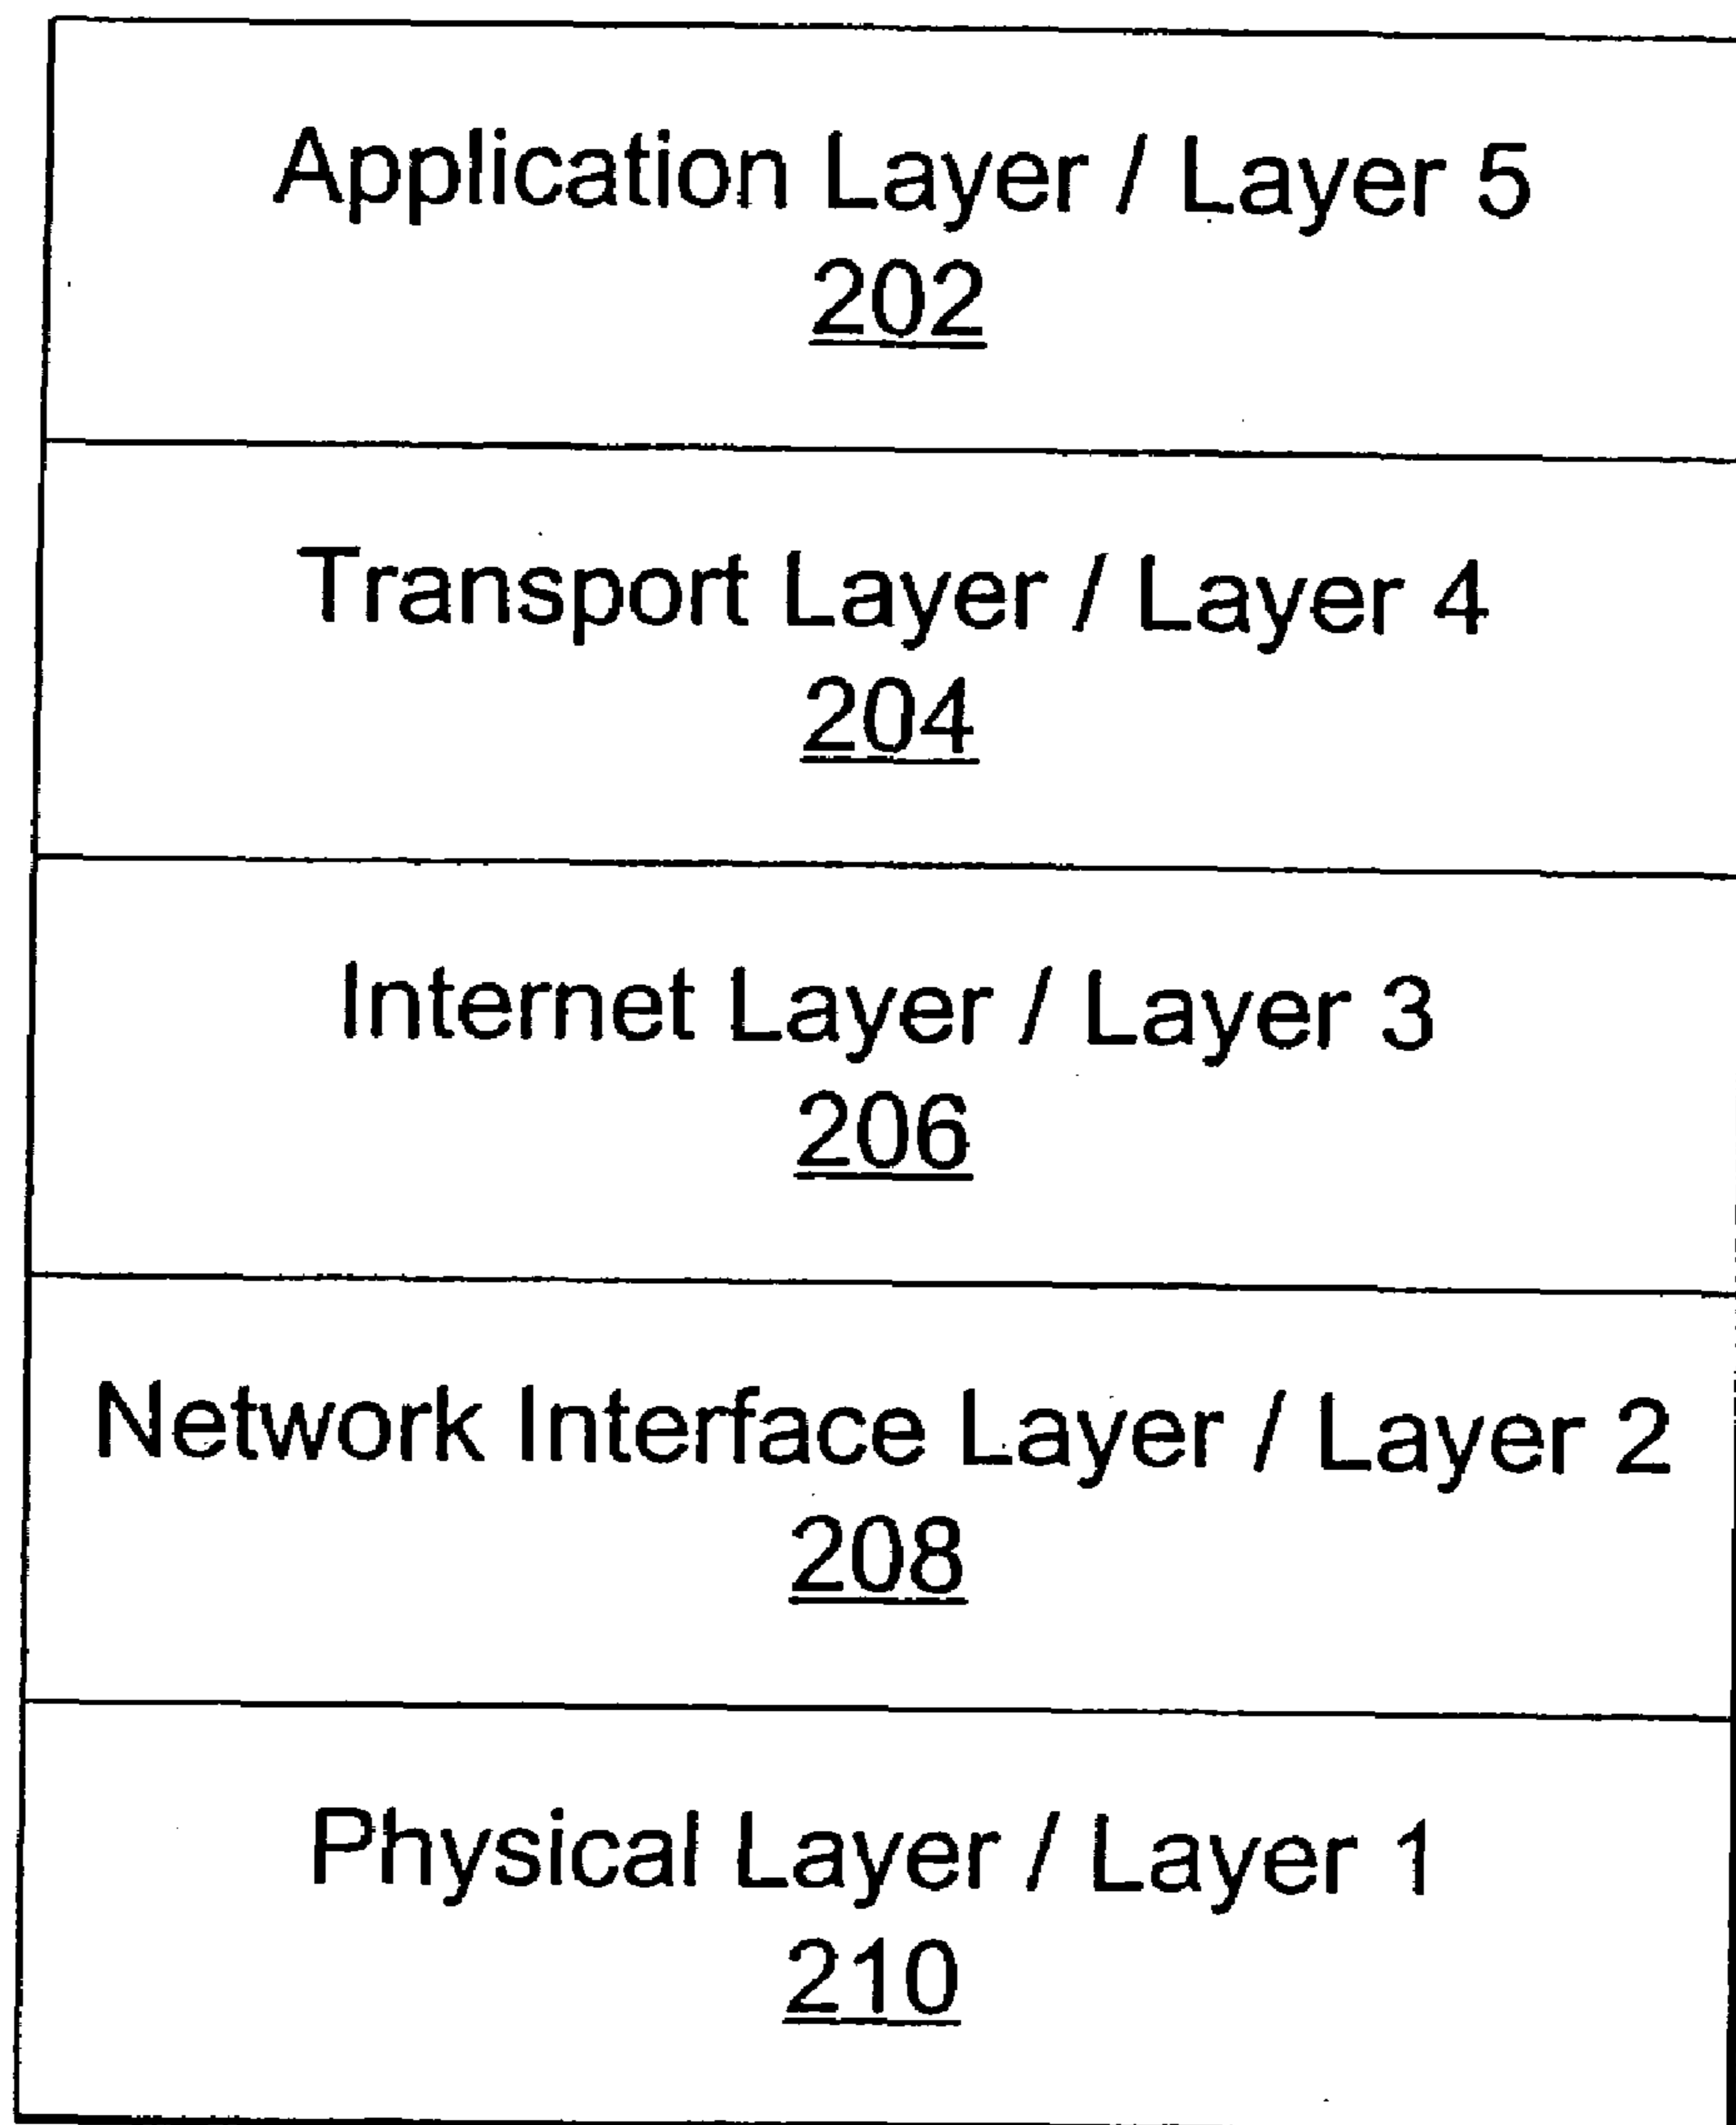 Application Layer / Layer 5
202
Transport Layer / Layer 4
204
Internet Layer / Layer 3
206
Network Interface Layer / Layer 2
208
Physical Layer / Layer 1
210